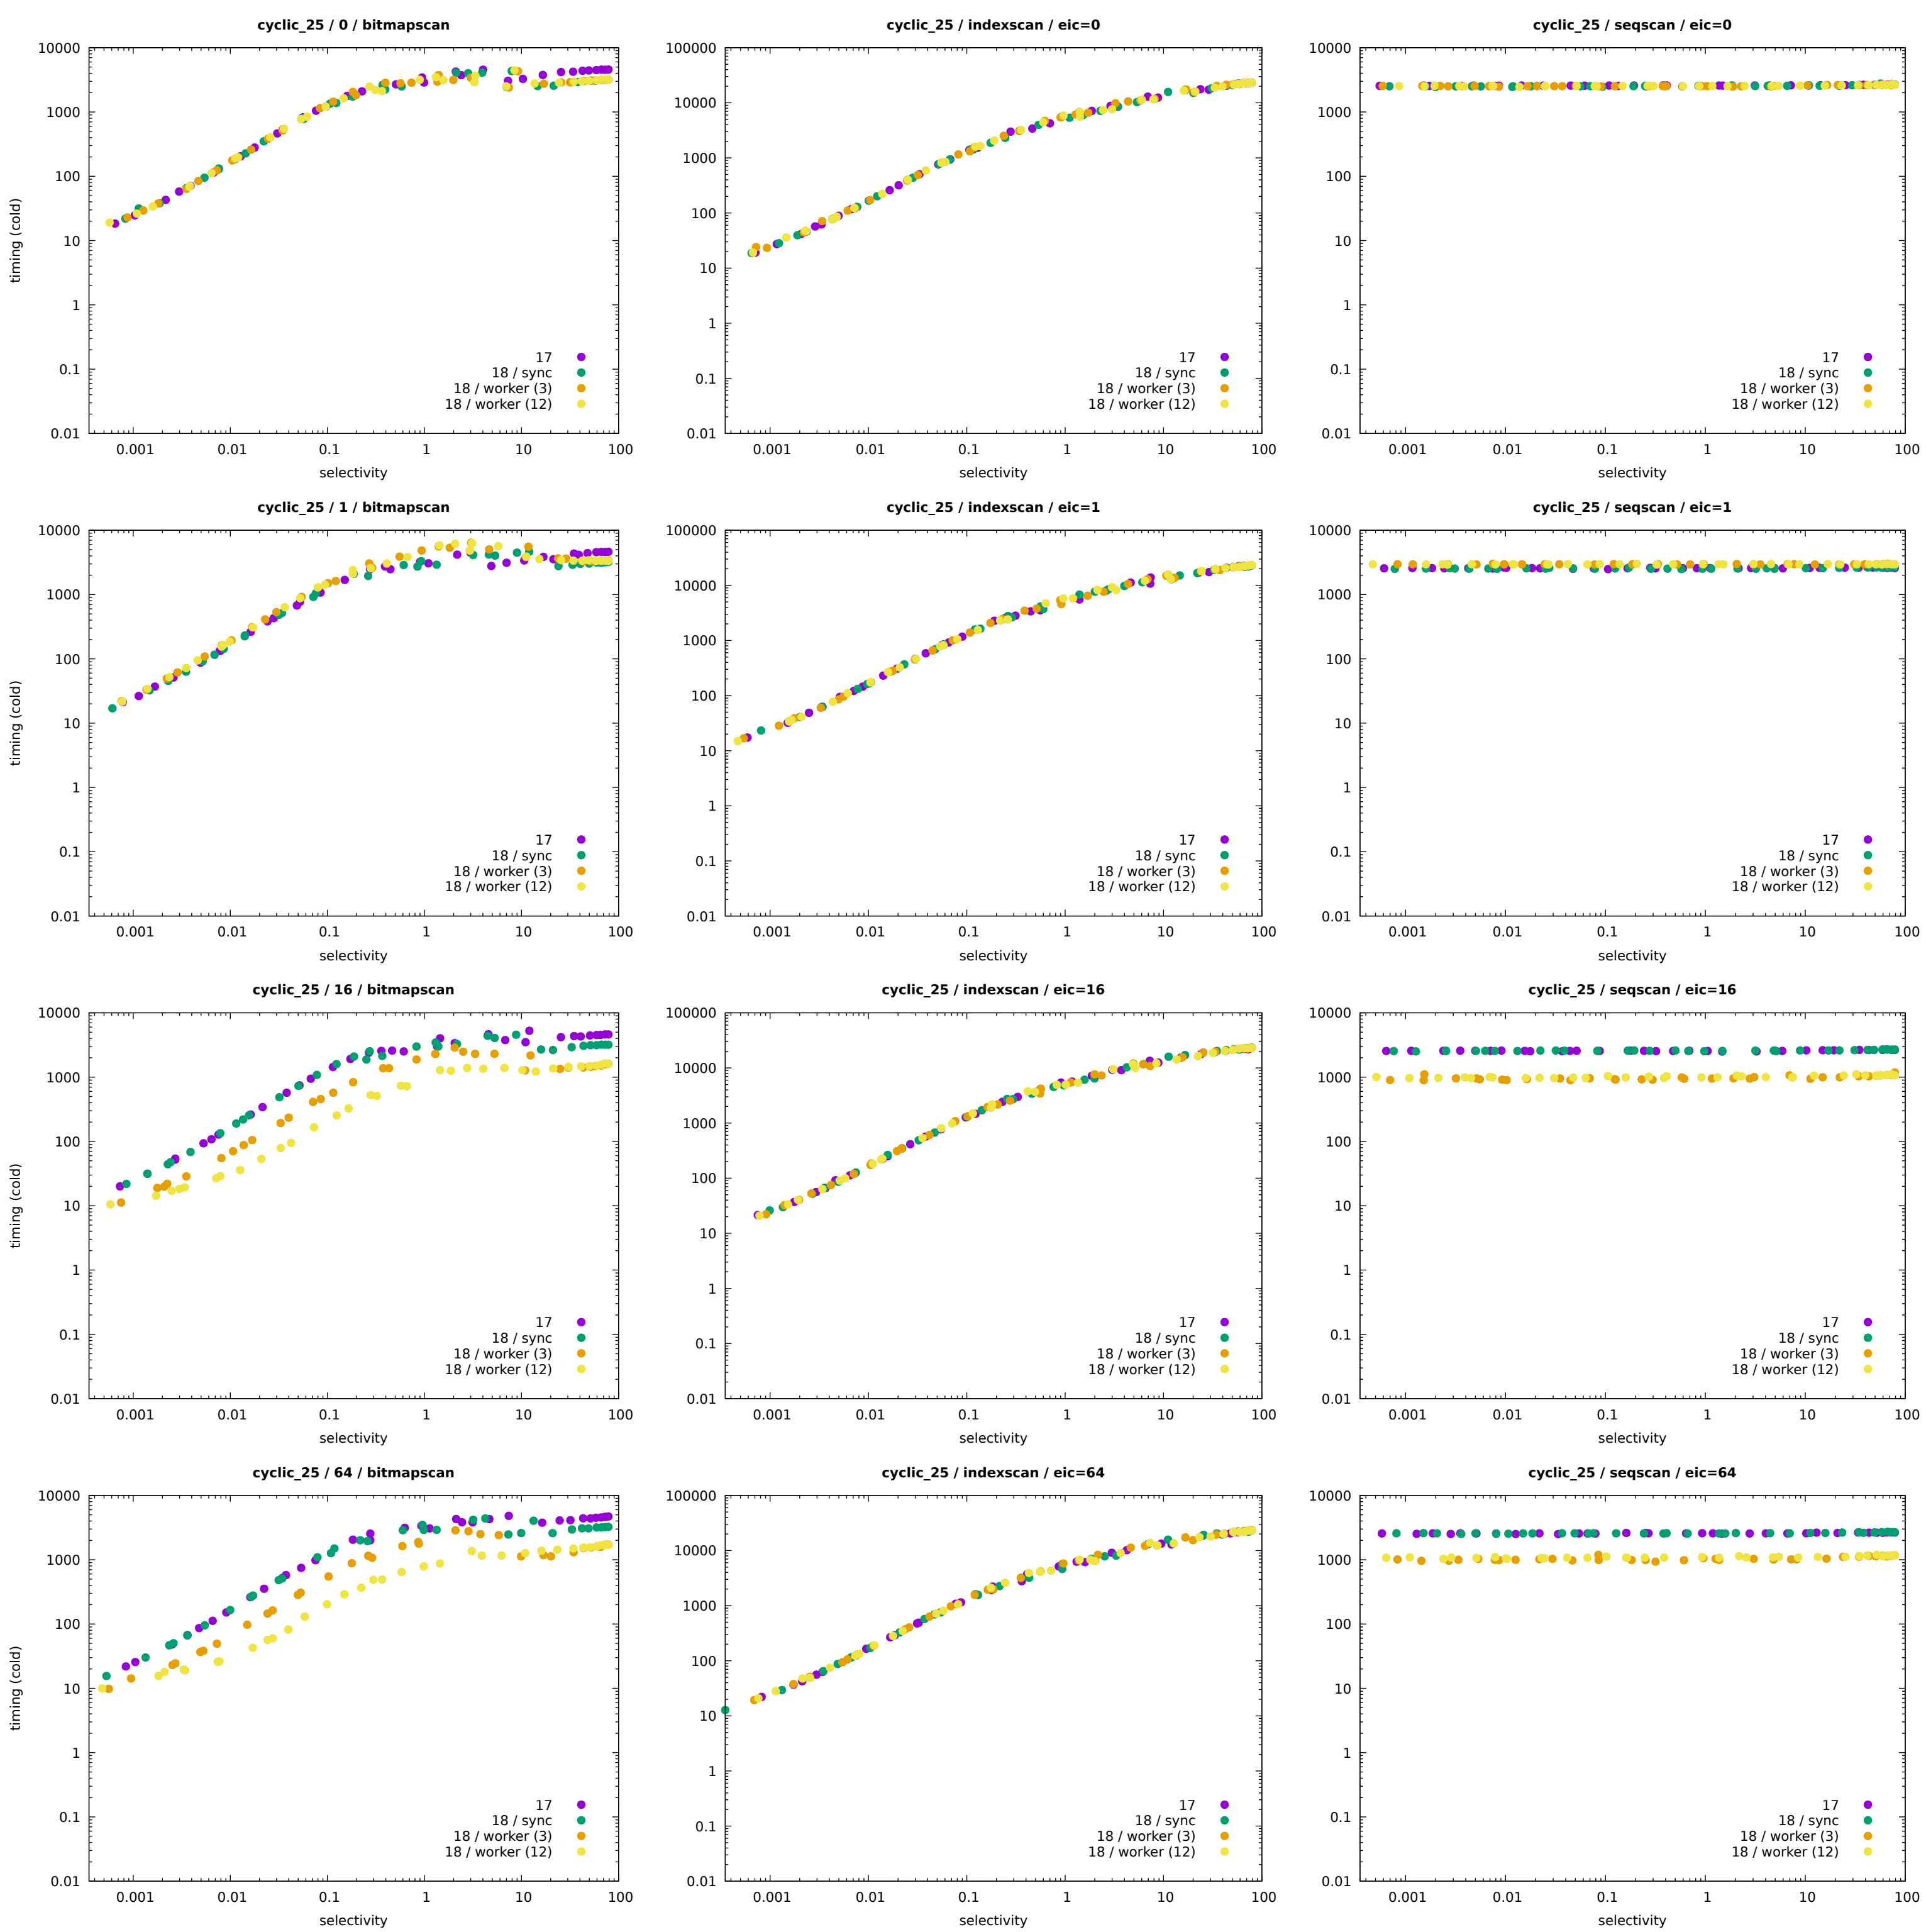 cyclic_25 / 0 / bitmapscan
10000
1000
100
10
1
0.1
0.01
timing (cold)
17
18 / sync
18 / worker (3)
18 / worker (12)
0.001 0.01 0.1 1 10 100
selectivity
cyclic_25 / indexscan / eic=0
100000
10000
1000
100
10
1
0.1
0.01
17
18 / sync
18 / worker (3)
18 / worker (12)
0.001 0.01 0.1 1 10 100
selectivity
cyclic_25 / seqscan / eic=0
10000
1000
100
10
1
0.1
0.01
17
18 / sync
18 / worker (3)
18 / worker (12)
0.001 0.01 0.1 1 10 100
selectivity
cyclic_25 / 1 / bitmapscan
10000
1000
100
10
1
0.1
0.01
timing (cold)
17
18 / sync
18 / worker (3)
18 / worker (12)
0.001 0.01 0.1 1 10 100
selectivity
cyclic_25 / indexscan / eic=1
100000
10000
1000
100
10
1
0.1
0.01
17
18 / sync
18 / worker (3)
18 / worker (12)
0.001 0.01 0.1 1 10 100
selectivity
cyclic_25 / seqscan / eic=1
10000
1000
100
10
1
0.1
0.01
17
18 / sync
18 / worker (3)
18 / worker (12)
0.001 0.01 0.1 1 10 100
selectivity
cyclic_25 / 16 / bitmapscan
10000
1000
100
10
1
0.1
0.01
timing (cold)
17
18 / sync
18 / worker (3)
18 / worker (12)
0.001 0.01 0.1 1 10 100
selectivity
cyclic_25 / indexscan / eic=16
100000
10000
1000
100
10
1
0.1
0.01
17
18 / sync
18 / worker (3)
18 / worker (12)
0.001 0.01 0.1 1 10 100
selectivity
cyclic_25 / seqscan / eic=16
10000
1000
100
10
1
0.1
0.01
17
18 / sync
18 / worker (3)
18 / worker (12)
0.001 0.01 0.1 1 10 100
selectivity
cyclic_25 / 64 / bitmapscan
10000
1000
100
10
1
0.1
0.01
timing (cold)
17
18 / sync
18 / worker (3)
18 / worker (12)
0.001 0.01 0.1 1 10 100
selectivity
cyclic_25 / indexscan / eic=64
100000
10000
1000
100
10
1
0.1
0.01
17
18 / sync
18 / worker (3)
18 / worker (12)
0.001 0.01 0.1 1 10 100
selectivity
cyclic_25 / seqscan / eic=64
10000
1000
100
10
1
0.1
0.01
17
18 / sync
18 / worker (3)
18 / worker (12)
0.001 0.01 0.1 1 10 100
selectivity